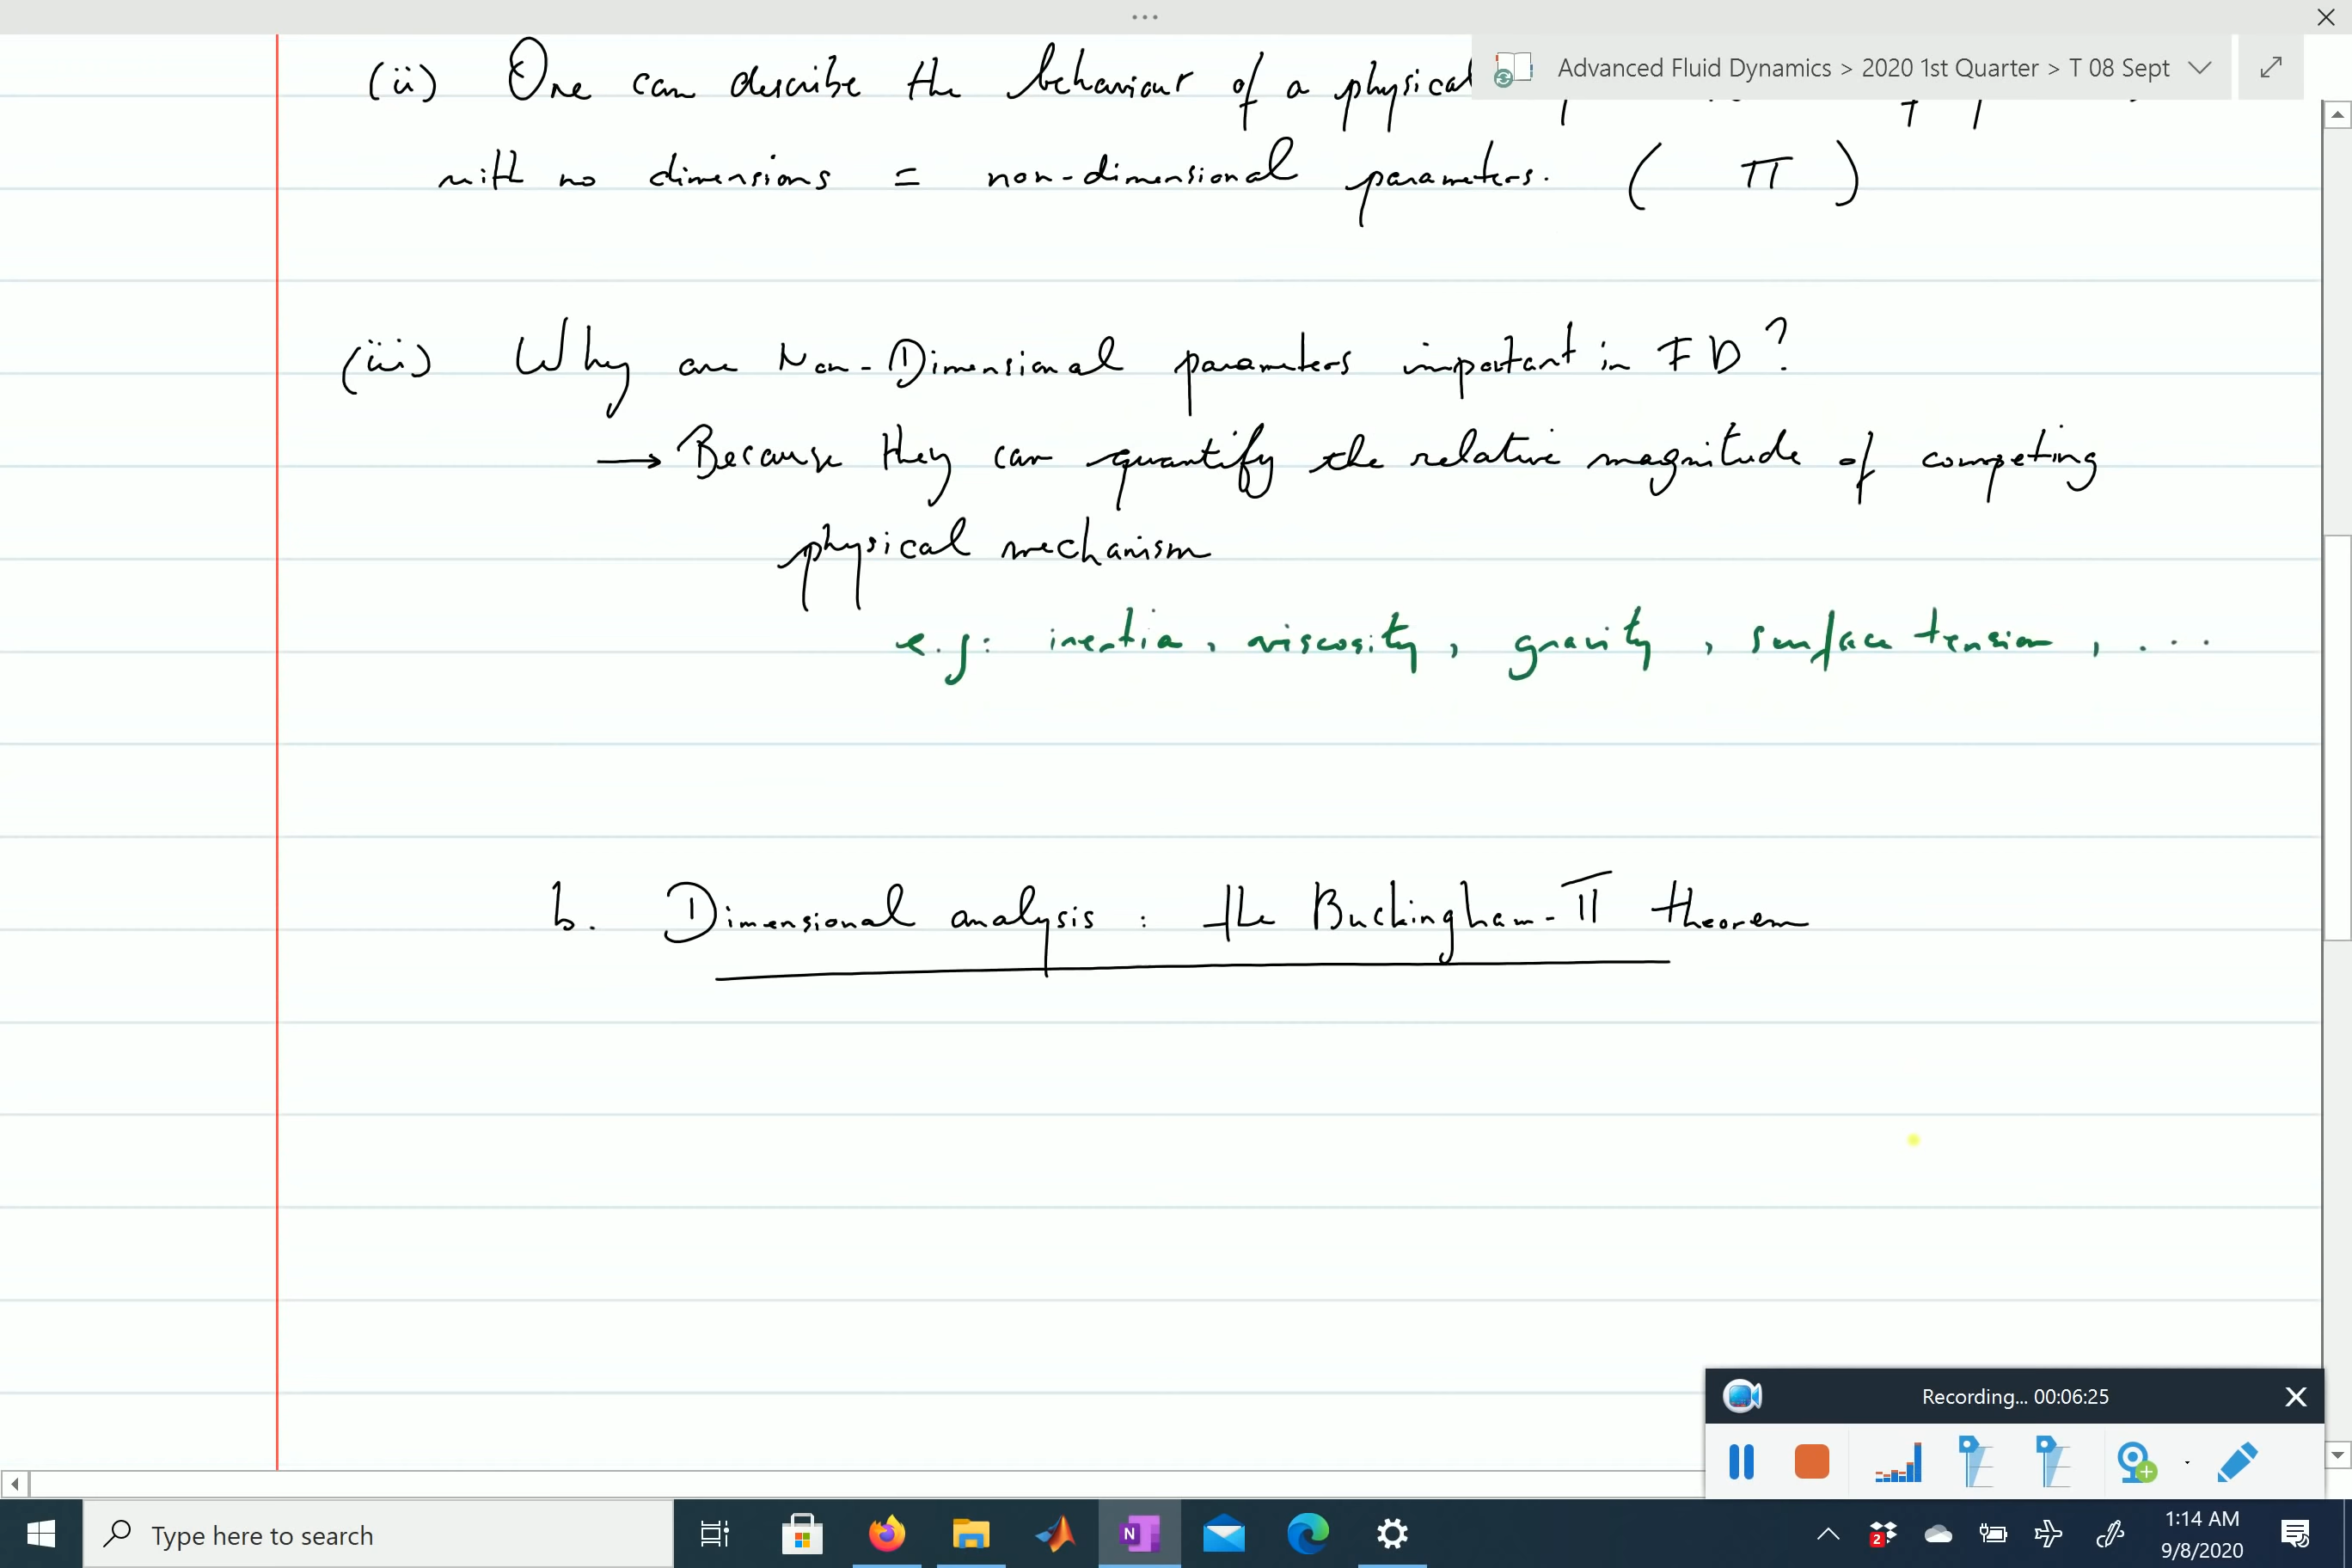 (ii) One can describe the behaviour of a physical
Advanced Fluid Dynamics > 2020 1st Quarter > T 08 Sept
with no dimensions = non-dimensional parameters. ( π )
(iii) Why are Non-Dimensional parameters important in FD?
→ Because they can quantify the relative magnitude of competing
physical mechanism
e.g: inertia, viscosity, gravity, surface tension, ...
b. Dimensional analysis : the Buckingham-π theorem
Recording... 00:06:25
Type here to search
N
2
1:14 AM
9/8/2020